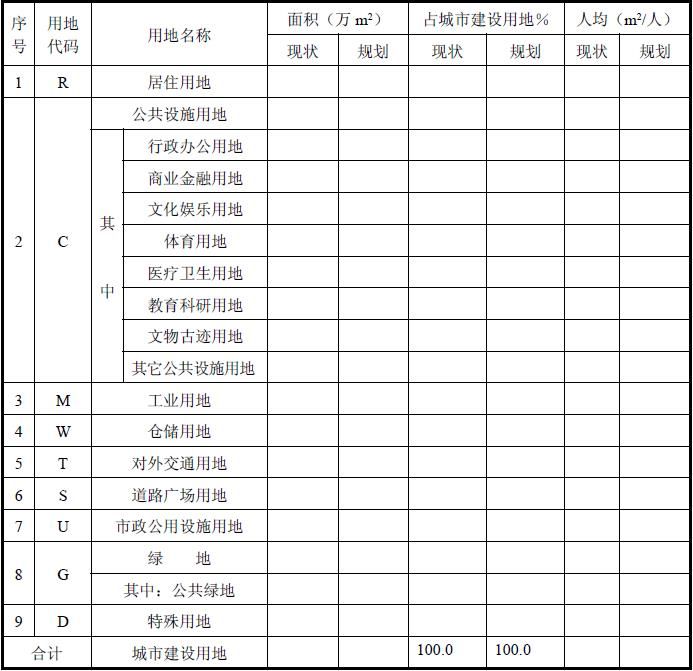 序号 用地代码 用地名称 面积（万 m²） 占城市建设用地% 人均（m²/人）
现状 规划 现状 规划 现状 规划
1 R 居住用地
2 C 公共设施用地
其中 行政办公用地
商业金融用地
文化娱乐用地
体育用地
医疗卫生用地
教育科研用地
文物古迹用地
其它公共设施用地
3 M 工业用地
4 W 仓储用地
5 T 对外交通用地
6 S 道路广场用地
7 U 市政公用设施用地
8 G 绿 地
其中：公共绿地
9 D 特殊用地
合计 城市建设用地 100.0 100.0